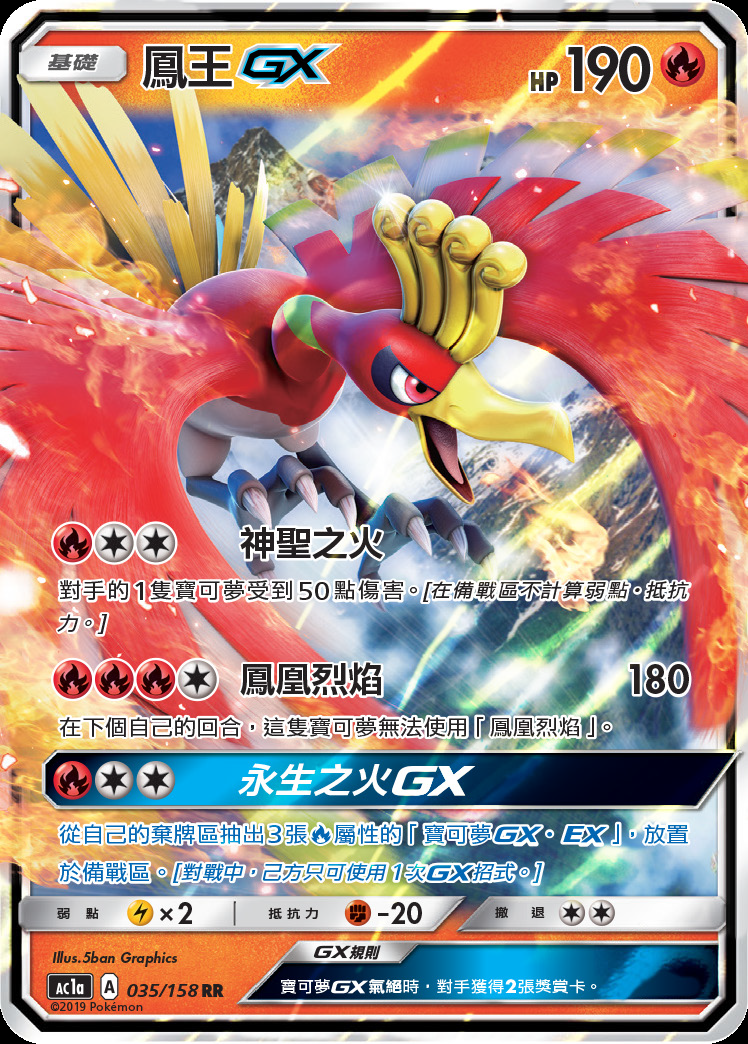 基礎 鳳王GX HP 190
神聖之火
對手的1隻寶可夢受到50點傷害。[在備戰區不計算弱點・抵抗
力。]
鳳凰烈焰 180
在下個自己的回合,這隻寶可夢無法使用「鳳凰烈焰」。
永生之火GX
從自己的棄牌區抽出3張屬性的「寶可夢GX・EX」,放置
於備戰區。[對戰中,己方只可使用1次GX招式。]
弱點 ×2 抵抗力 -20 撤退
Illus.5ban Graphics
GX規則
AC1a A 035/158 RR
寶可夢GX氣絕時,對手獲得2張獎賞卡。
©2019 Pokémon